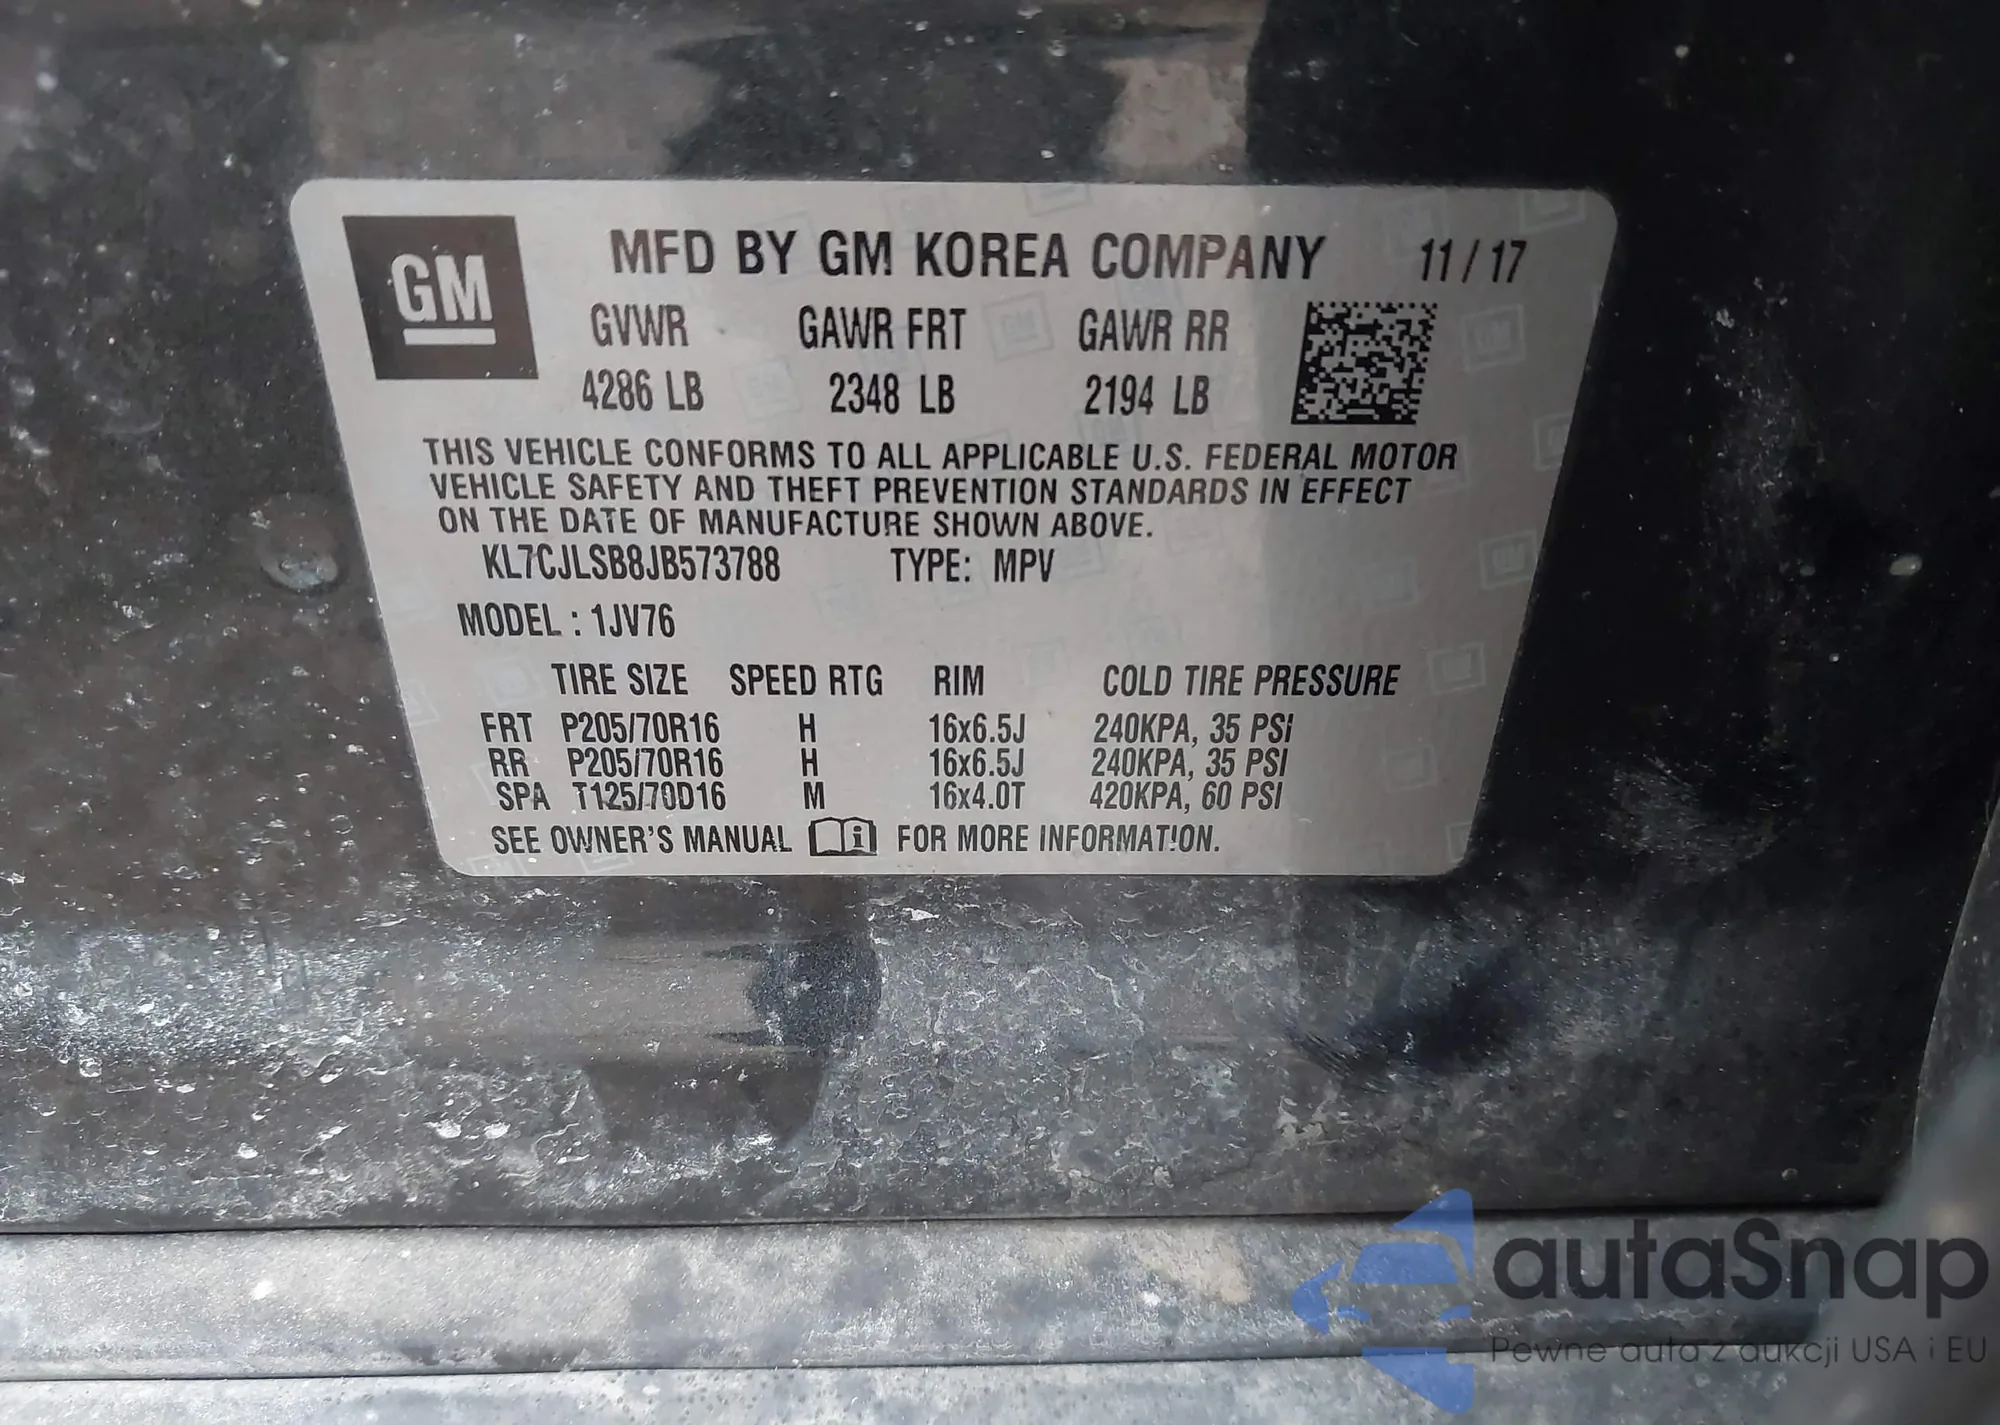 GM MFD BY GM KOREA COMPANY 11/17
GVWR GAWR FRT GAWR RR
4286 LB 2348 LB 2194 LB
THIS VEHICLE CONFORMS TO ALL APPLICABLE U.S. FEDERAL MOTOR
VEHICLE SAFETY AND THEFT PREVENTION STANDARDS IN EFFECT
ON THE DATE OF MANUFACTURE SHOWN ABOVE.
KL7CJLSB8JB573788 TYPE: MPV
MODEL : 1JV76
TIRE SIZE SPEED RTG RIM COLD TIRE PRESSURE
FRT P205/70R16 H 16x6.5J 240KPA, 35 PSI
RR P205/70R16 H 16x6.5J 240KPA, 35 PSI
SPA T125/70D16 M 16x4.0T 420KPA, 60 PSI
SEE OWNER'S MANUAL i FOR MORE INFORMATION.
autaSnap
Pewne auta z aukcji USA i EU